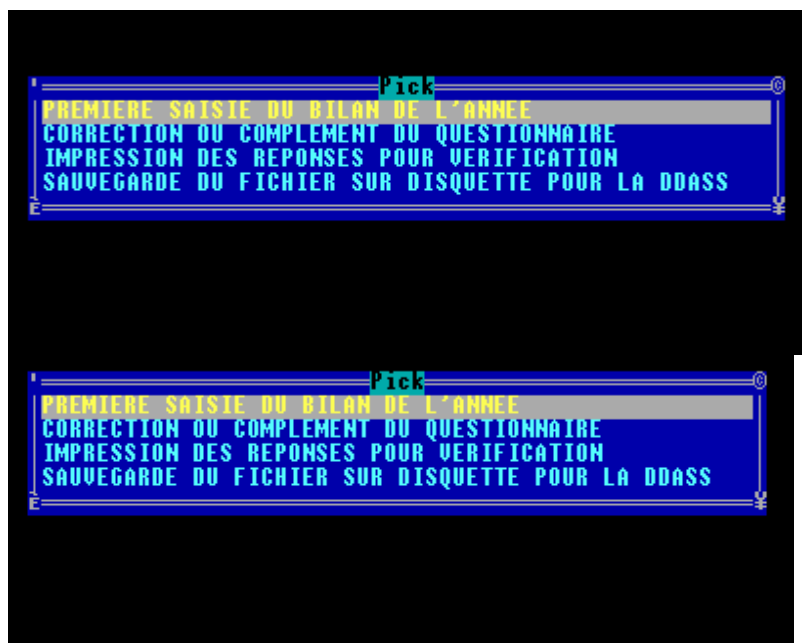 Pick
PREMIERE SAISIE DU BILAN DE L'ANNEE
CORRECTION OU COMPLEMENT DU QUESTIONNAIRE
IMPRESSION DES REPONSES POUR VERIFICATION
SAUVEGARDE DU FICHIER SUR DISQUETTE POUR LA DDASS
Pick
PREMIERE SAISIE DU BILAN DE L'ANNEE
CORRECTION OU COMPLEMENT DU QUESTIONNAIRE
IMPRESSION DES REPONSES POUR VERIFICATION
SAUVEGARDE DU FICHIER SUR DISQUETTE POUR LA DDASS